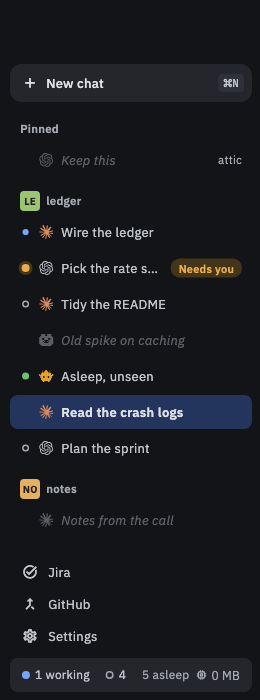 New chat ⌘N
Pinned
Keep this attic
LE ledger
Wire the ledger
Pick the rate s... Needs you
Tidy the README
Old spike on caching
Asleep, unseen
Read the crash logs
Plan the sprint
NO notes
Notes from the call
Jira
GitHub
Settings
1 working 4 5 asleep 0 MB